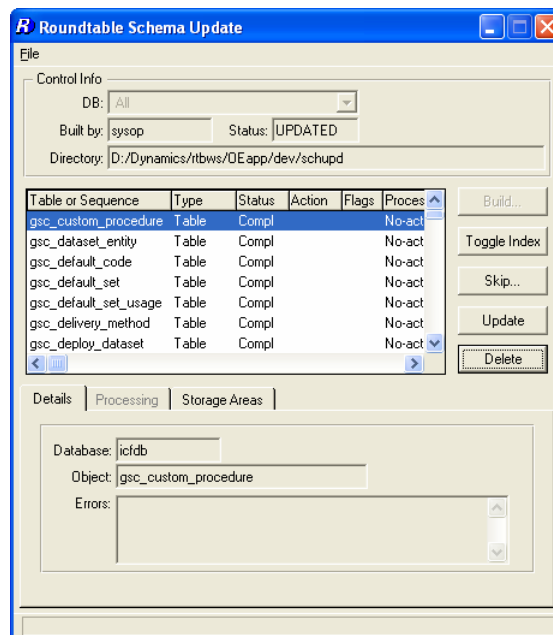 R Roundtable Schema Update
File
Control Info
DB: All
Built by: sysop Status: UPDATED
Directory: D:/Dynamics/rtbws/OEapp/dev/schupd
Table or Sequence Type Status Action Flags Proces
gsc_custom_procedure Table Compl No-act
gsc_dataset_entity Table Compl No-act
gsc_default_code Table Compl No-act
gsc_default_set Table Compl No-act
gsc_default_set_usage Table Compl No-act
gsc_delivery_method Table Compl No-act
gsc_deploy_dataset Table Compl No-act
Build...
Toggle Index
Skip...
Update
Delete
Details Processing Storage Areas
Database: icfdb
Object: gsc_custom_procedure
Errors: